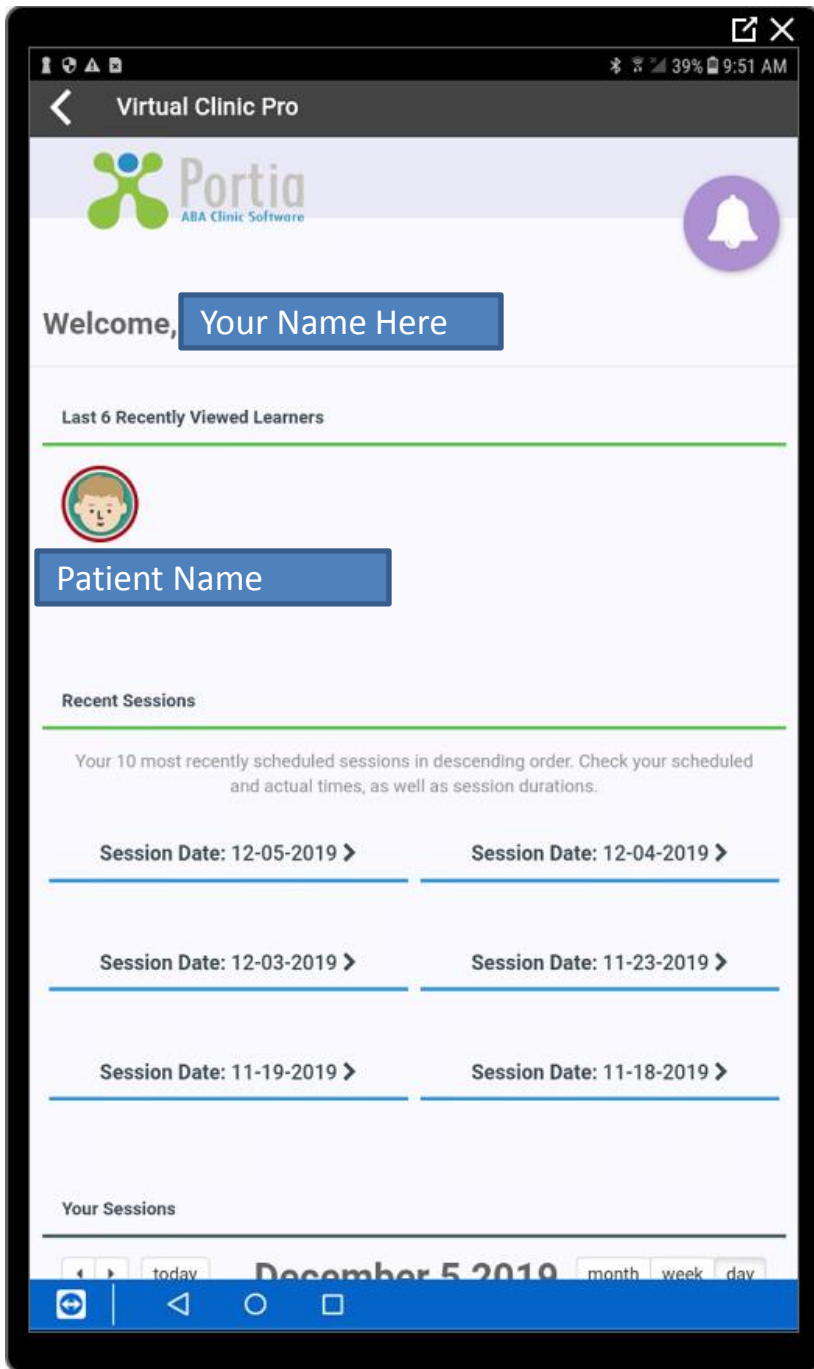 39% 9:51 AM
Virtual Clinic Pro
Portia
ABA Clinic Software
Welcome, Your Name Here
Last 6 Recently Viewed Learners
Patient Name
Recent Sessions
Your 10 most recently scheduled sessions in descending order. Check your scheduled
and actual times, as well as session durations.
Session Date: 12-05-2019 Session Date: 12-04-2019
Session Date: 12-03-2019 Session Date: 11-23-2019
Session Date: 11-19-2019 Session Date: 11-18-2019
Your Sessions
today December 5 2019 month week day